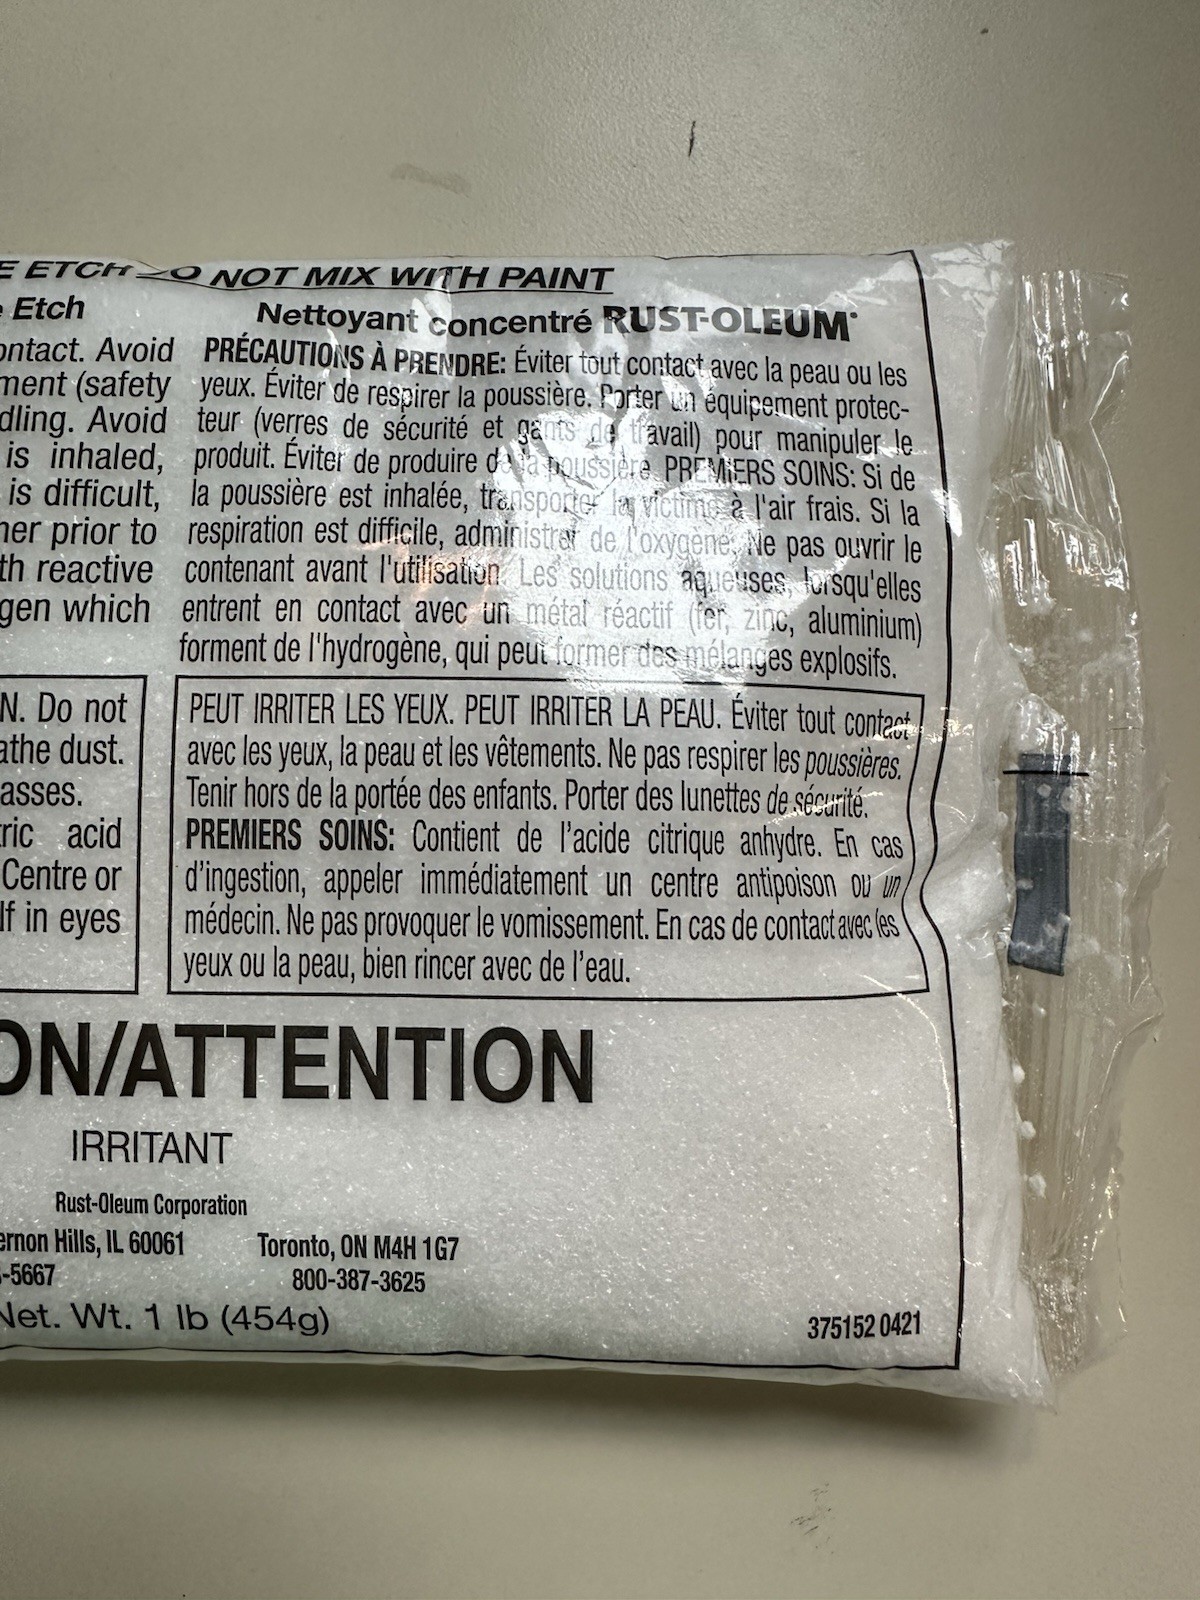 E ETCH DO NOT MIX WITH PAINT
Etch
ontact. Avoid
ment (safety
dling. Avoid
is inhaled,
is difficult,
her prior to
th reactive
gen which
Nettoyant concentré RUST-OLEUM®
PRÉCAUTIONS À PRENDRE: Éviter tout contact avec la peau ou les
yeux. Éviter de respirer la poussière. Porter un équipement protec-
teur (verres de sécurité et gants de travail) pour manipuler le
produit. Éviter de produire de la poussière. PREMIERS SOINS: Si de
la poussière est inhalée, transporter la victime à l'air frais. Si la
respiration est difficile, administrer de l'oxygène. Ne pas ouvrir le
contenant avant l'utilisation. Les solutions aqueuses, lorsqu'elles
entrent en contact avec un métal réactif (fer, zinc, aluminium)
forment de l'hydrogène, qui peut former des mélanges explosifs.
N. Do not
athe dust.
asses.
tric acid
Centre or
lf in eyes
PEUT IRRITER LES YEUX. PEUT IRRITER LA PEAU. Éviter tout contact
avec les yeux, la peau et les vêtements. Ne pas respirer les poussières.
Tenir hors de la portée des enfants. Porter des lunettes de sécurité.
PREMIERS SOINS: Contient de l'acide citrique anhydre. En cas
d'ingestion, appeler immédiatement un centre antipoison ou un
médecin. Ne pas provoquer le vomissement. En cas de contact avec les
yeux ou la peau, bien rincer avec de l'eau.
ON/ATTENTION
IRRITANT
Rust-Oleum Corporation
ernon Hills, IL 60061 Toronto, ON M4H 1G7
-5667 800-387-3625
Net. Wt. 1 lb (454g)
375152 0421